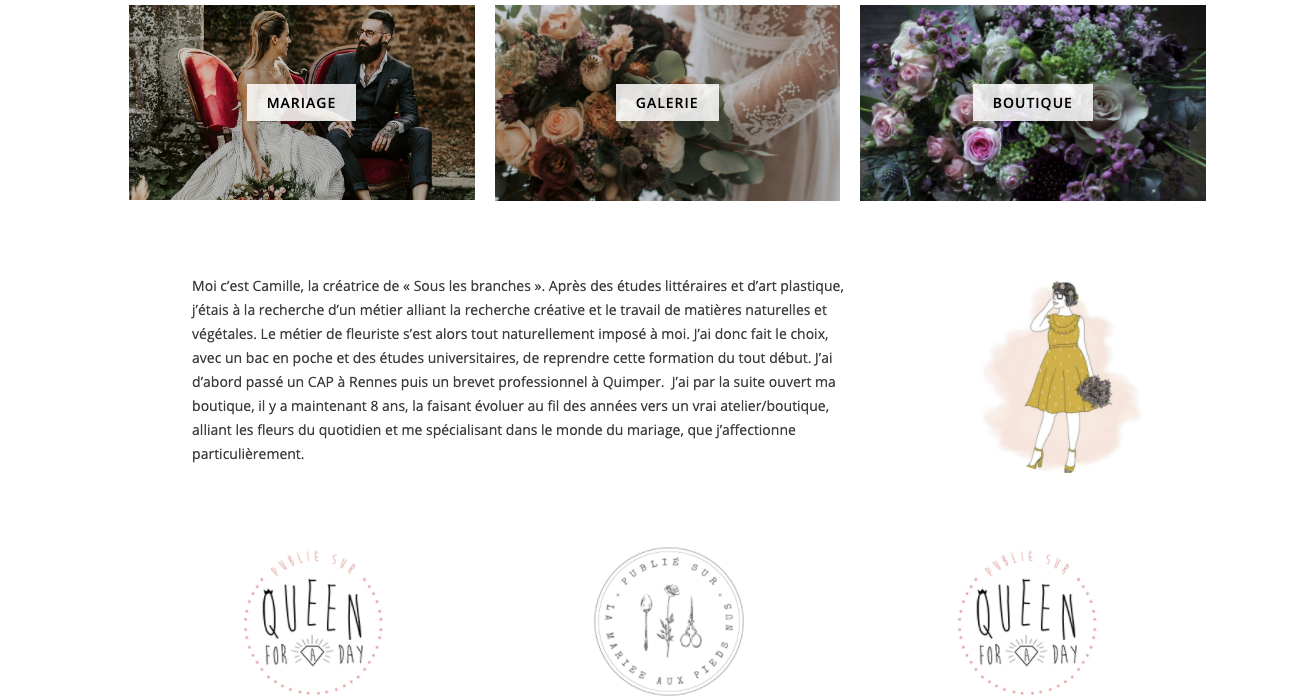 MARIAGE
GALERIE
BOUTIQUE
Moi c’est Camille, la créatrice de « Sous les branches ». Après des études littéraires et d’art plastique,
j’étais à la recherche d’un métier alliant la recherche créative et le travail de matières naturelles et
végétales. Le métier de fleuriste s’est alors tout naturellement imposé à moi. J’ai donc fait le choix,
avec un bac en poche et des études universitaires, de reprendre cette formation du tout début. J’ai
d’abord passé un CAP à Rennes puis un brevet professionnel à Quimper.  J’ai par la suite ouvert ma
boutique, il y a maintenant 8 ans, la faisant évoluer au fil des années vers un vrai atelier/boutique,
alliant les fleurs du quotidien et me spécialisant dans le monde du mariage, que j’affectionne
particulièrement.
PUBLIÉ SUR
QUEEN
FOR A DAY
PUBLIÉ SUR
LA MARIEE AUX PIEDS NUS
PUBLIÉ SUR
QUEEN
FOR A DAY